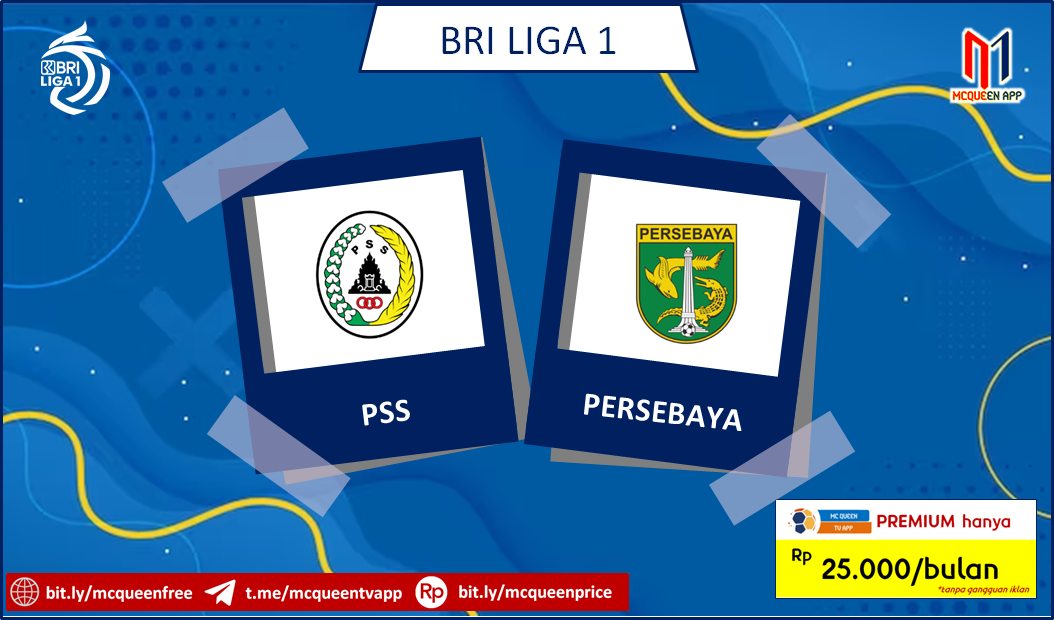 BRI LIGA 1
BRI
LIGA 1
MCQUEEN APP
PSS
PERSEBAYA
PSS
PERSEBAYA
MC QUEEN
TV APP
PREMIUM hanya
Rp 25.000/bulan
*tanpa gangguan iklan
bit.ly/mcqueenfree
t.me/mcqueentvapp
Rp bit.ly/mcqueenprice